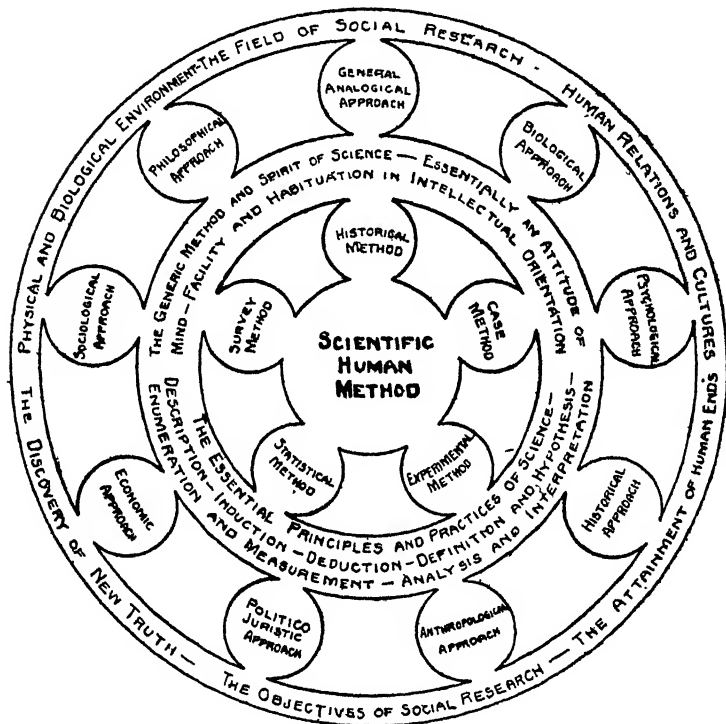 PHYSICAL AND BIOLOGICAL ENVIRONMENT-THE FIELD OF SOCIAL RESEARCH - HUMAN RELATIONS AND CULTURES
THE DISCOVERY OF NEW TRUTH — THE OBJECTIVES OF SOCIAL RESEARCH — THE ATTAINMENT OF HUMAN ENDS
GENERAL
ANALOGICAL
APPROACH
BIOLOGICAL
APPROACH
PSYCHOLOGICAL
APPROACH
HISTORICAL
APPROACH
ANTHROPOLOGICAL
APPROACH
POLITICO
JURISTIC
APPROACH
ECONOMIC
APPROACH
SOCIOLOGICAL
APPROACH
PHILOSOPHICAL
APPROACH
THE GENERIC METHOD AND SPIRIT OF SCIENCE — ESSENTIALLY AN ATTITUDE OF
MIND - FACILITY AND HABITUATION IN INTELLECTUAL ORIENTATION
THE ESSENTIAL PRINCIPLES AND PRACTICES OF SCIENCE -
DESCRIPTION - INDUCTION - DEDUCTION - DEFINITION AND HYPOTHESIS -
ENUMERATION AND MEASUREMENT — ANALYSIS AND INTERPRETATION
HISTORICAL
METHOD
CASE
METHOD
EXPERIMENTAL
METHOD
STATISTICAL
METHOD
SURVEY
METHOD
SCIENTIFIC
HUMAN
METHOD